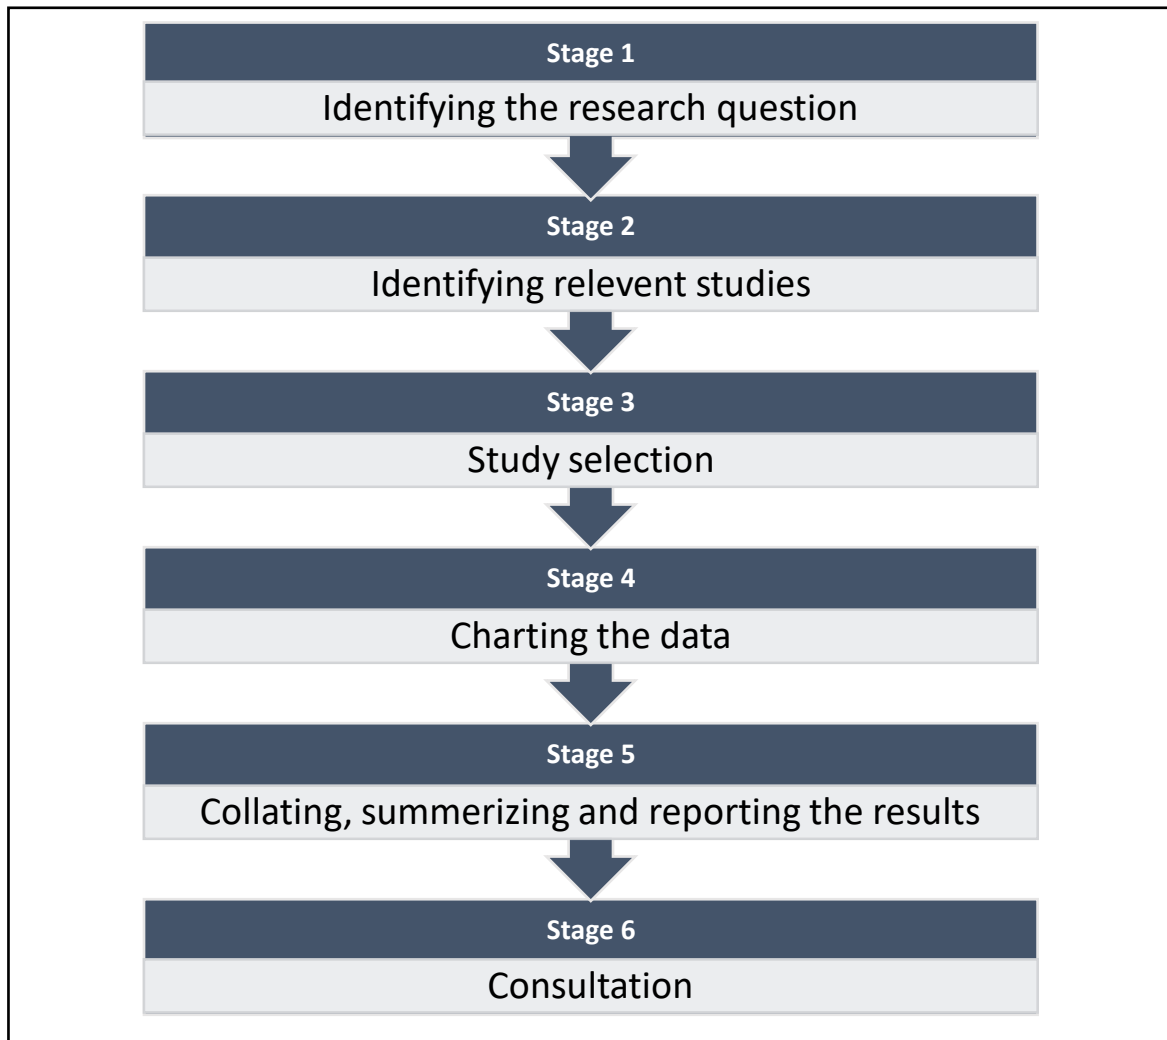 Stage 1
Identifying the research question
Stage 2
Identifying relevent studies
Stage 3
Study selection
Stage 4
Charting the data
Stage 5
Collating, summerizing and reporting the results
Stage 6
Consultation